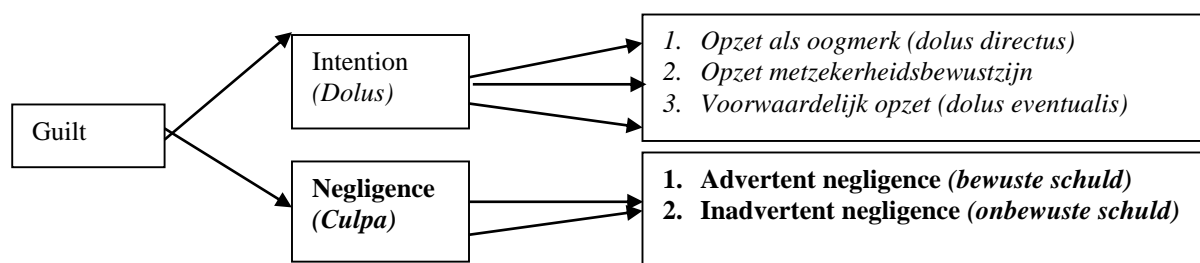 Guilt
Intention
(Dolus)
1. Opzet als oogmerk (dolus directus)
2. Opzet metzekerheidsbewustzijn
3. Voorwaardelijk opzet (dolus eventualis)
Negligence
(Culpa)
1. Advertent negligence (bewuste schuld)
2. Inadvertent negligence (onbewuste schuld)